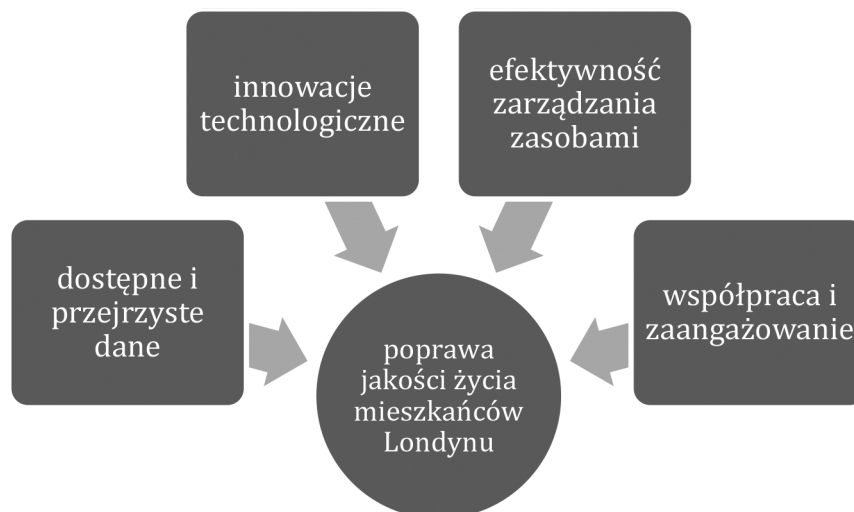 innowacje
technologiczne
efektywność
zarządzania
zasobami
dostępne i
przejrzyste
dane
współpraca i
zaangażowanie
poprawa
jakości życia
mieszkańców
Londynu